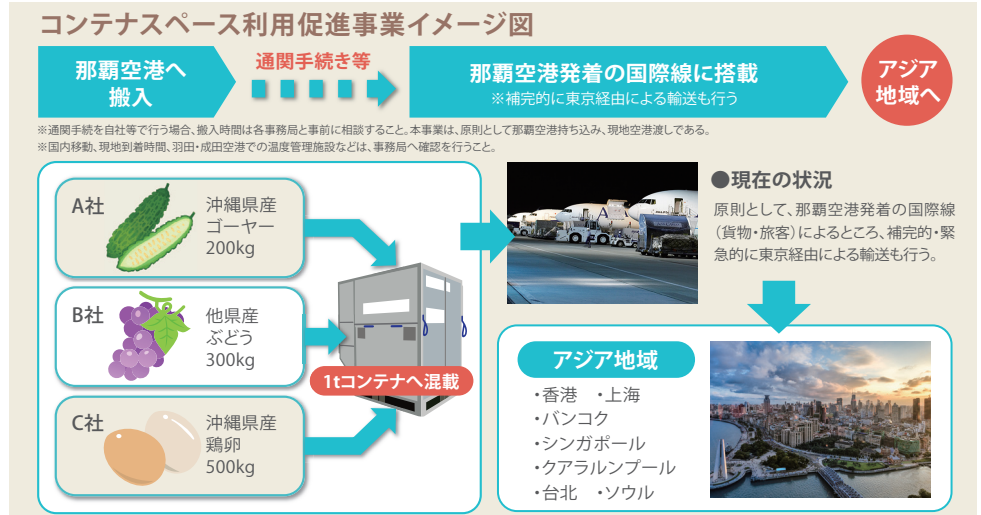 コンテナスペース利用促進事業イメージ図
那覇空港へ
搬入
通関手続き等
那覇空港発着の国際線に搭載
※補完的に東京経由による輸送も行う
アジア
地域へ
※通関手続を自社等で行う場合、搬入時間は各事務局と事前に相談すること。本事業は、原則として那覇空港持ち込み、現地空港渡しである。
※国内移動、現地到着時間、羽田・成田空港での温度管理施設などは、事務局へ確認を行うこと。
A社
沖縄県産
ゴーヤー
200kg
B社
他県産
ぶどう
300kg
C社
沖縄県産
鶏卵
500kg
1tコンテナへ混載
●現在の状況
原則として、那覇空港発着の国際線
（貨物・旅客）によるところ、補完的・緊
急的に東京経由による輸送も行う。
アジア地域
・香港　・上海
・バンコク
・シンガポール
・クアラルンプール
・台北　・ソウル